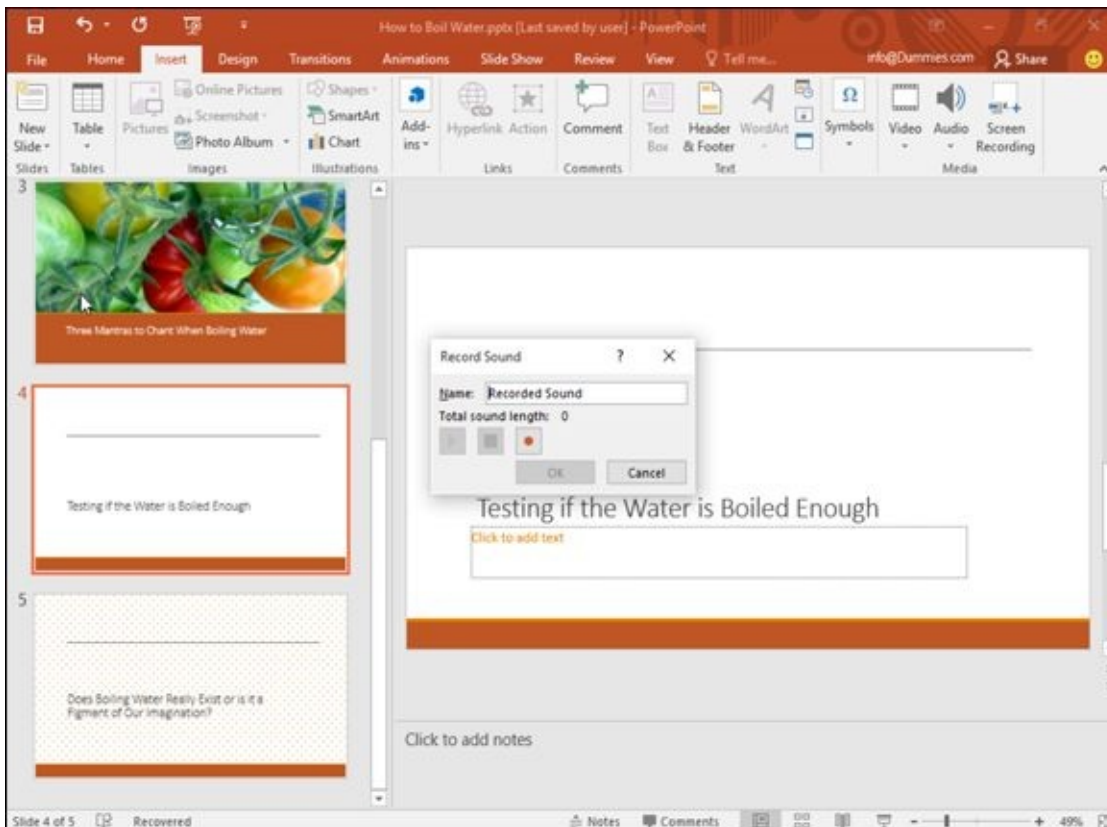 How to Boil Water.pptx [Last saved by user] - PowerPoint
File Home Insert Design Transitions Animations Slide Show Review View Tell me... info@Dummies.com Share
New Slide
Table
Pictures
Online Pictures
Screenshot
Photo Album
Shapes
SmartArt
Chart
Add-ins
Hyperlink Action
Comment
Text Box
Header & Footer
WordArt
Symbols
Video Audio Screen Recording
Slides Tables Images Illustrations Links Comments Text Media
3
Three Mantras to Chant When Boiling Water
4
Testing if the Water is Boiled Enough
5
Does Boiling Water Really Exist or is it a
Figment of Our Imagination?
Record Sound ?
Name: Recorded Sound
Total sound length: 0
OK Cancel
Testing if the Water is Boiled Enough
Click to add text
Click to add notes
Slide 4 of 5 Recovered Notes Comments 49%